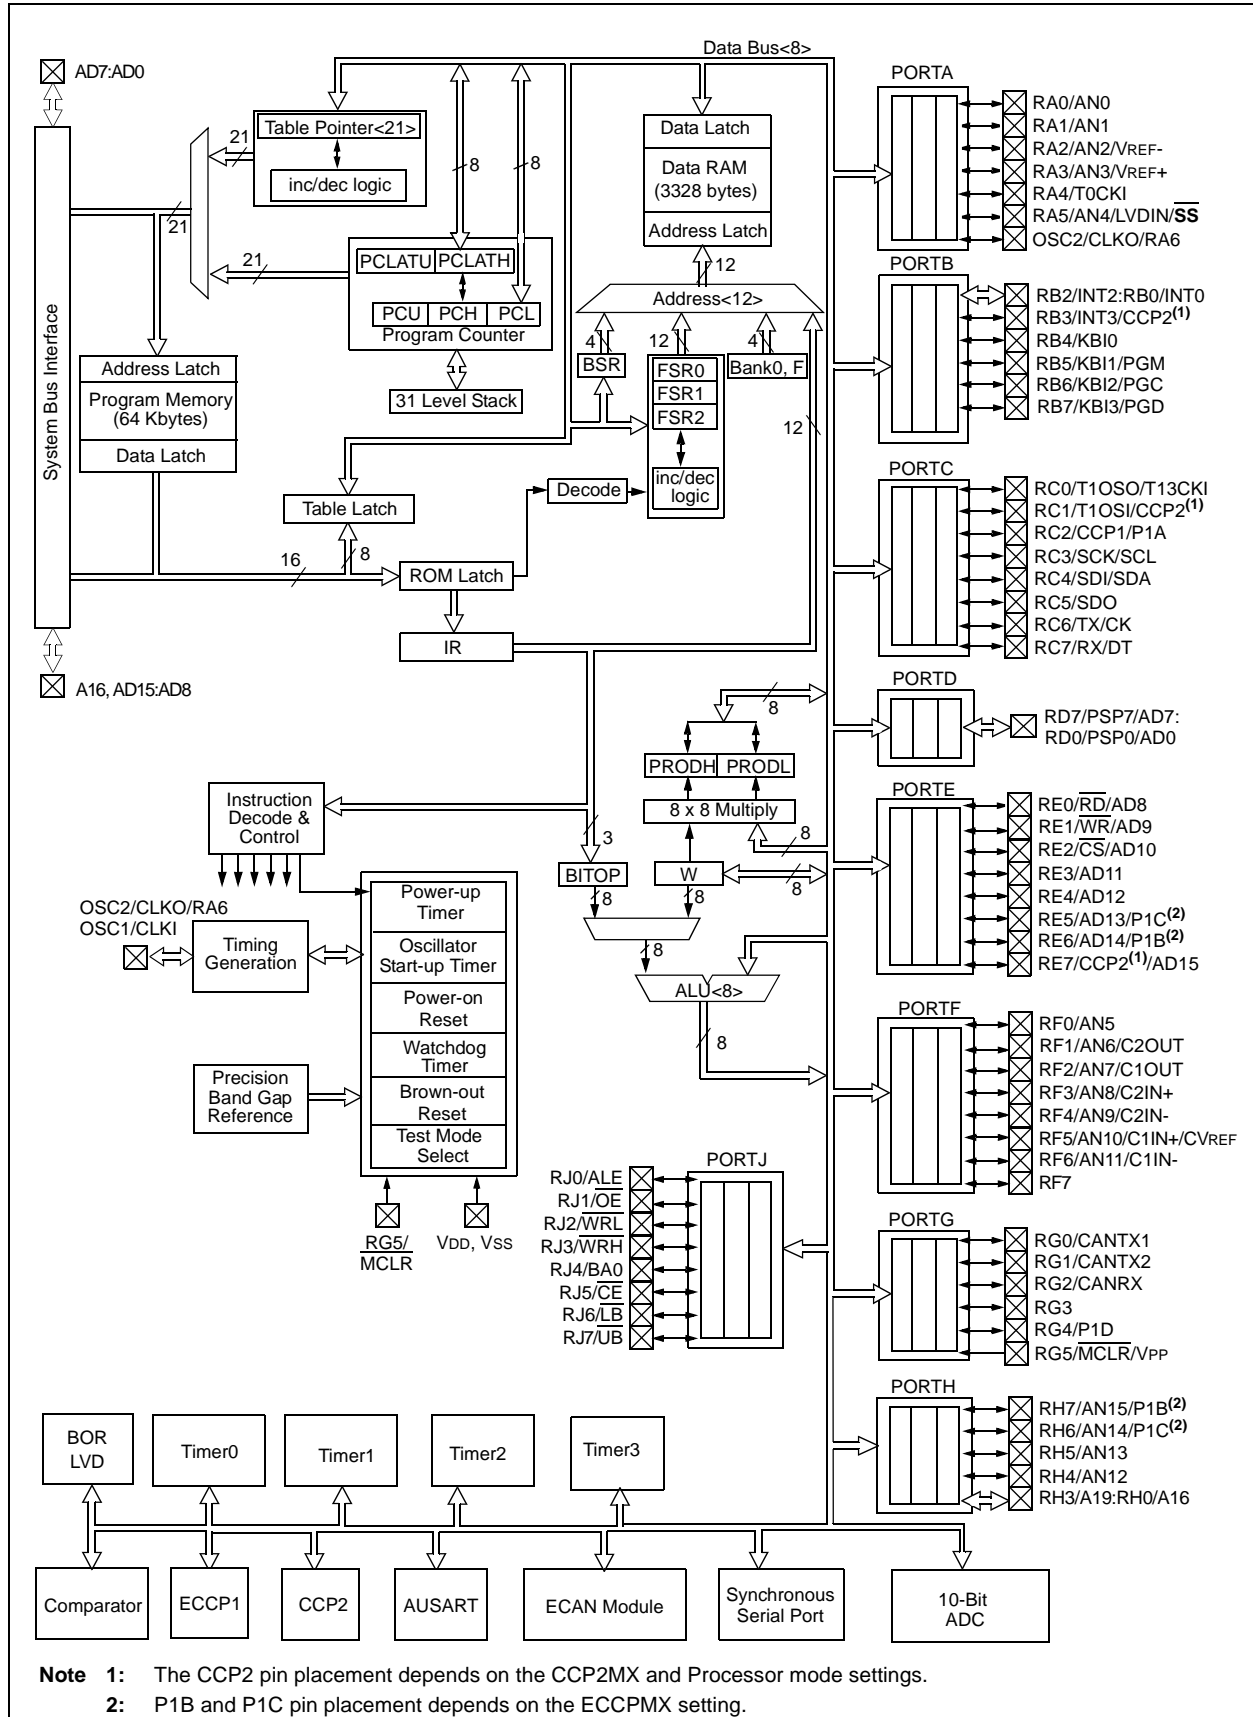 Data Bus<8>
AD7:AD0
System Bus Interface
A16, AD15:AD8
21
Table Pointer<21>
inc/dec logic
21
21
8
8
PCLATU PCLATH
PCU PCH PCL
Program Counter
31 Level Stack
Address Latch
Program Memory
(64 Kbytes)
Data Latch
Data Latch
Data RAM
(3328 bytes)
Address Latch
12
Address<12>
4
12
4
BSR
FSR0
FSR1
FSR2
inc/dec
logic
Bank0, F
12
Table Latch
8
16
Decode
ROM Latch
IR
8
PRODH PRODL
8 x 8 Multiply
8
3
BITOP
W
8
8
8
8
ALU<8>
8
Instruction
Decode &
Control
OSC2/CLKO/RA6
OSC1/CLKI
Timing
Generation
Precision
Band Gap
Reference
Power-up
Timer
Oscillator
Start-up Timer
Power-on
Reset
Watchdog
Timer
Brown-out
Reset
Test Mode
Select
RG5/
MCLR
VDD, VSS
PORTA
RA0/AN0
RA1/AN1
RA2/AN2/VREF-
RA3/AN3/VREF+
RA4/T0CKI
RA5/AN4/LVDIN/SS
OSC2/CLKO/RA6
PORTB
RB2/INT2:RB0/INT0
RB3/INT3/CCP2(1)
RB4/KBI0
RB5/KBI1/PGM
RB6/KBI2/PGC
RB7/KBI3/PGD
PORTC
RC0/T1OSO/T13CKI
RC1/T1OSI/CCP2(1)
RC2/CCP1/P1A
RC3/SCK/SCL
RC4/SDI/SDA
RC5/SDO
RC6/TX/CK
RC7/RX/DT
PORTD
RD7/PSP7/AD7:
RD0/PSP0/AD0
PORTE
RE0/RD/AD8
RE1/WR/AD9
RE2/CS/AD10
RE3/AD11
RE4/AD12
RE5/AD13/P1C(2)
RE6/AD14/P1B(2)
RE7/CCP2(1)/AD15
PORTF
RF0/AN5
RF1/AN6/C2OUT
RF2/AN7/C1OUT
RF3/AN8/C2IN+
RF4/AN9/C2IN-
RF5/AN10/C1IN+/CVREF
RF6/AN11/C1IN-
RF7
PORTJ
RJ0/ALE
RJ1/OE
RJ2/WRL
RJ3/WRH
RJ4/BA0
RJ5/CE
RJ6/LB
RJ7/UB
PORTG
RG0/CANTX1
RG1/CANTX2
RG2/CANRX
RG3
RG4/P1D
RG5/MCLR/VPP
PORTH
RH7/AN15/P1B(2)
RH6/AN14/P1C(2)
RH5/AN13
RH4/AN12
RH3/A19:RH0/A16
BOR
LVD
Timer0
Timer1
Timer2
Timer3
Comparator
ECCP1
CCP2
AUSART
ECAN Module
Synchronous
Serial Port
10-Bit
ADC
Note 1: The CCP2 pin placement depends on the CCP2MX and Processor mode settings.
2: P1B and P1C pin placement depends on the ECCPMX setting.